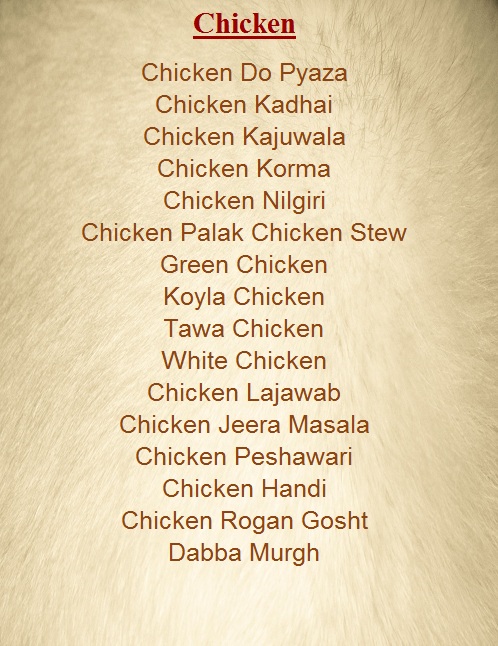 Chicken
Chicken Do Pyaza
Chicken Kadhai
Chicken Kajuwala
Chicken Korma
Chicken Nilgiri
Chicken Palak Chicken Stew
Green Chicken
Koyla Chicken
Tawa Chicken
White Chicken
Chicken Lajawab
Chicken Jeera Masala
Chicken Peshawari
Chicken Handi
Chicken Rogan Gosht
Dabba Murgh